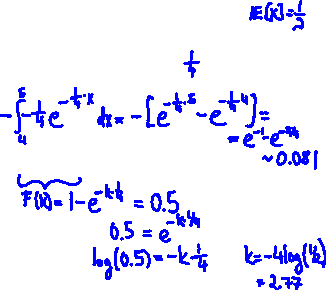 E[X]=1/2
1/4
-∫_4^5 -1/4 e^{-1/4·x} dx = -[e^{-1/4·5} - e^{-1/4·4}] =
= e^{-1} - e^{-5/4}
~0.081
F(k)=1-e^{-k·1/4} = 0.5
0.5 = e^{-k·1/4}
log(0.5) = -k·1/4 k=-4log(1/2)
= 2.77